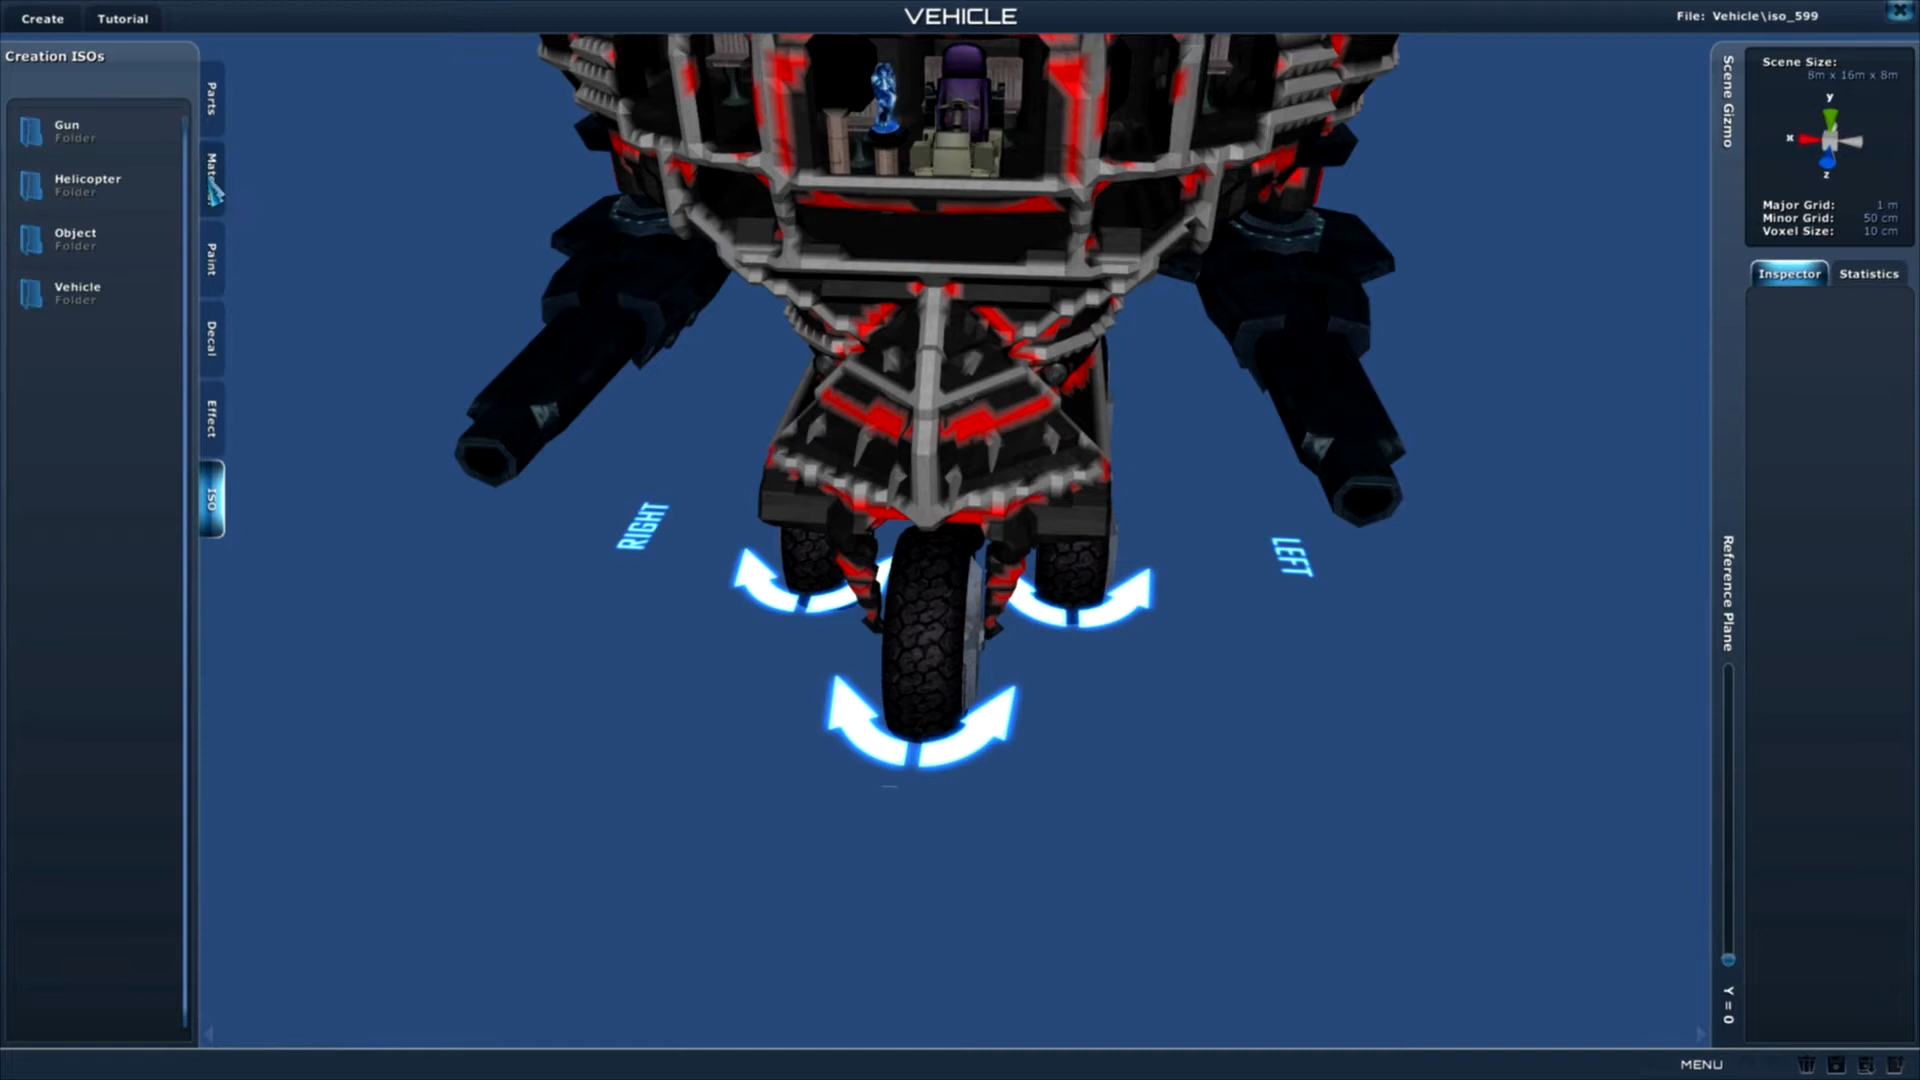 Create
Tutorial
VEHICLE
File: Vehicle\iso_599
Creation ISOs
Gun
Folder
Helicopter
Folder
Object
Folder
Vehicle
Folder
Parts
Paint
Decal
Effect
ISO
RIGHT
LEFT
Scene Gizmo
Reference Plane
Y = 0
Scene Size:
8m x 16m x 8m
y
x
z
Major Grid: 1 m
Minor Grid: 50 cm
Voxel Size: 10 cm
Inspector
Statistics
MENU